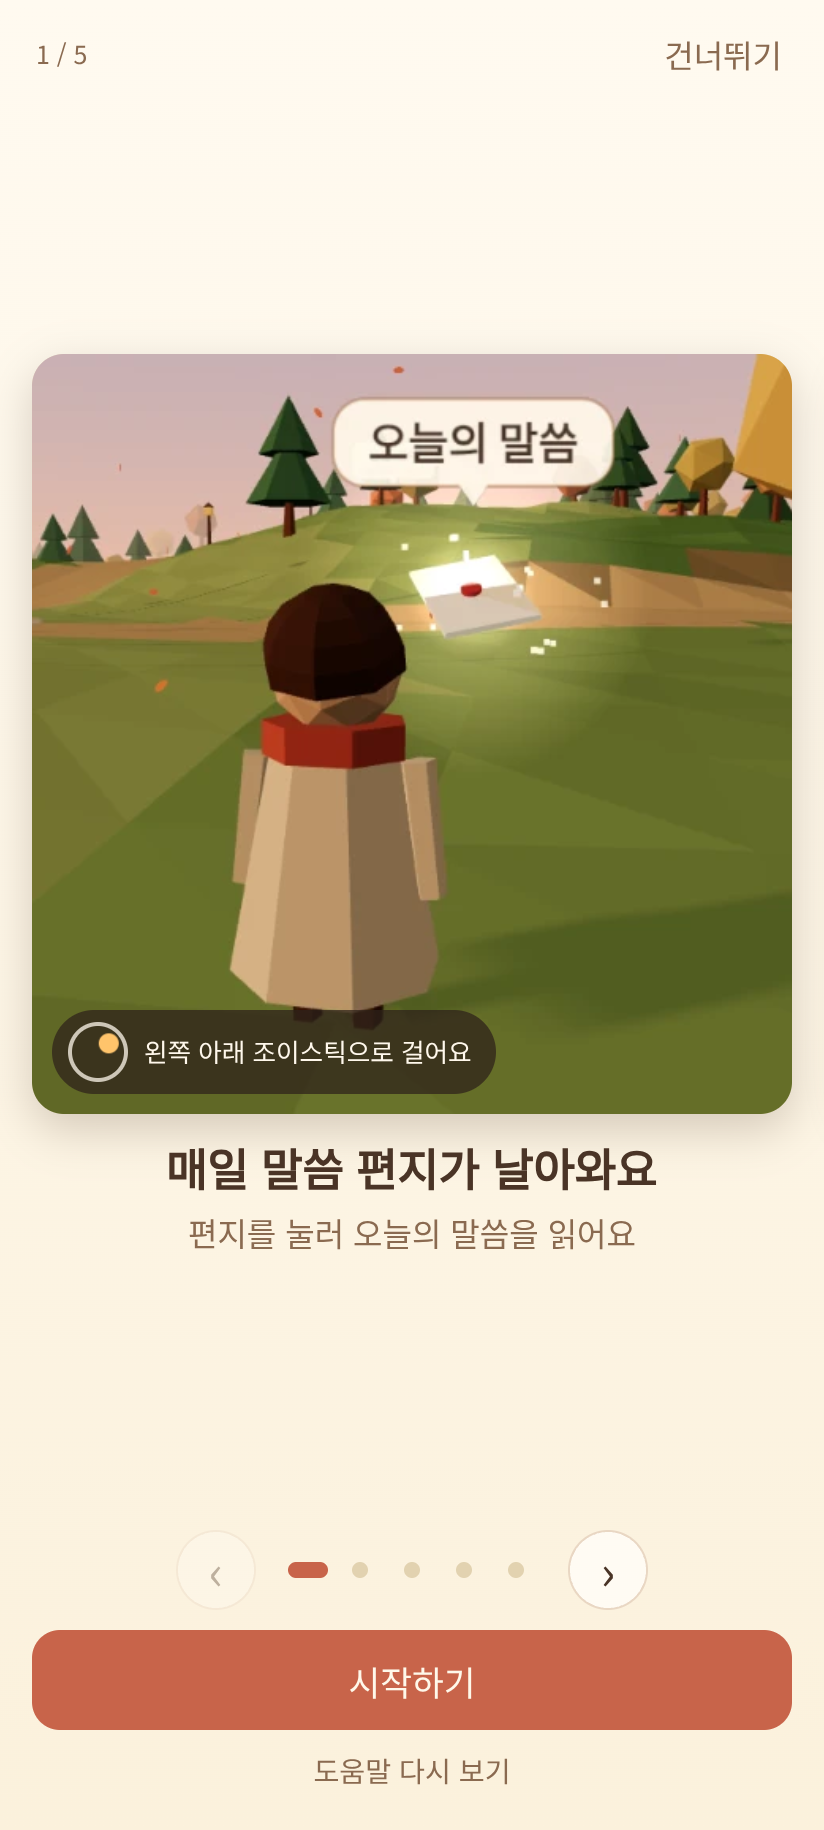 1 / 5
건너뛰기
오늘의 말씀
왼쪽 아래 조이스틱으로 걸어요
매일 말씀 편지가 날아와요
편지를 눌러 오늘의 말씀을 읽어요
‹
›
시작하기
도움말 다시 보기